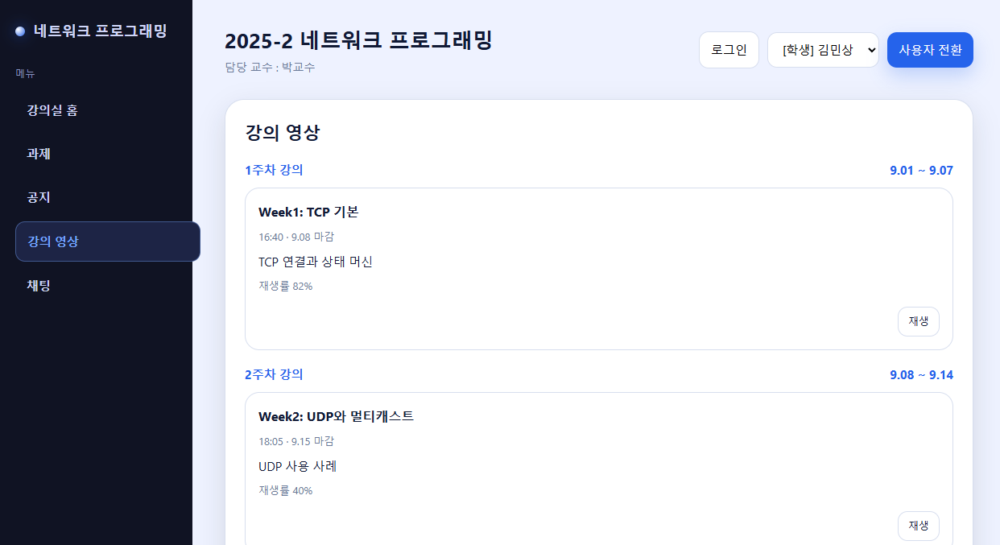 네트워크 프로그래밍
메뉴
강의실 홈
과제
공지
강의 영상
채팅
2025-2 네트워크 프로그래밍
담당 교수 : 박교수
로그인
[학생] 김민상
사용자 전환
강의 영상
1주차 강의
9.01 ~ 9.07
Week1: TCP 기본
16:40 · 9.08 마감
TCP 연결과 상태 머신
재생률 82%
재생
2주차 강의
9.08 ~ 9.14
Week2: UDP와 멀티캐스트
18:05 · 9.15 마감
UDP 사용 사례
재생률 40%
재생